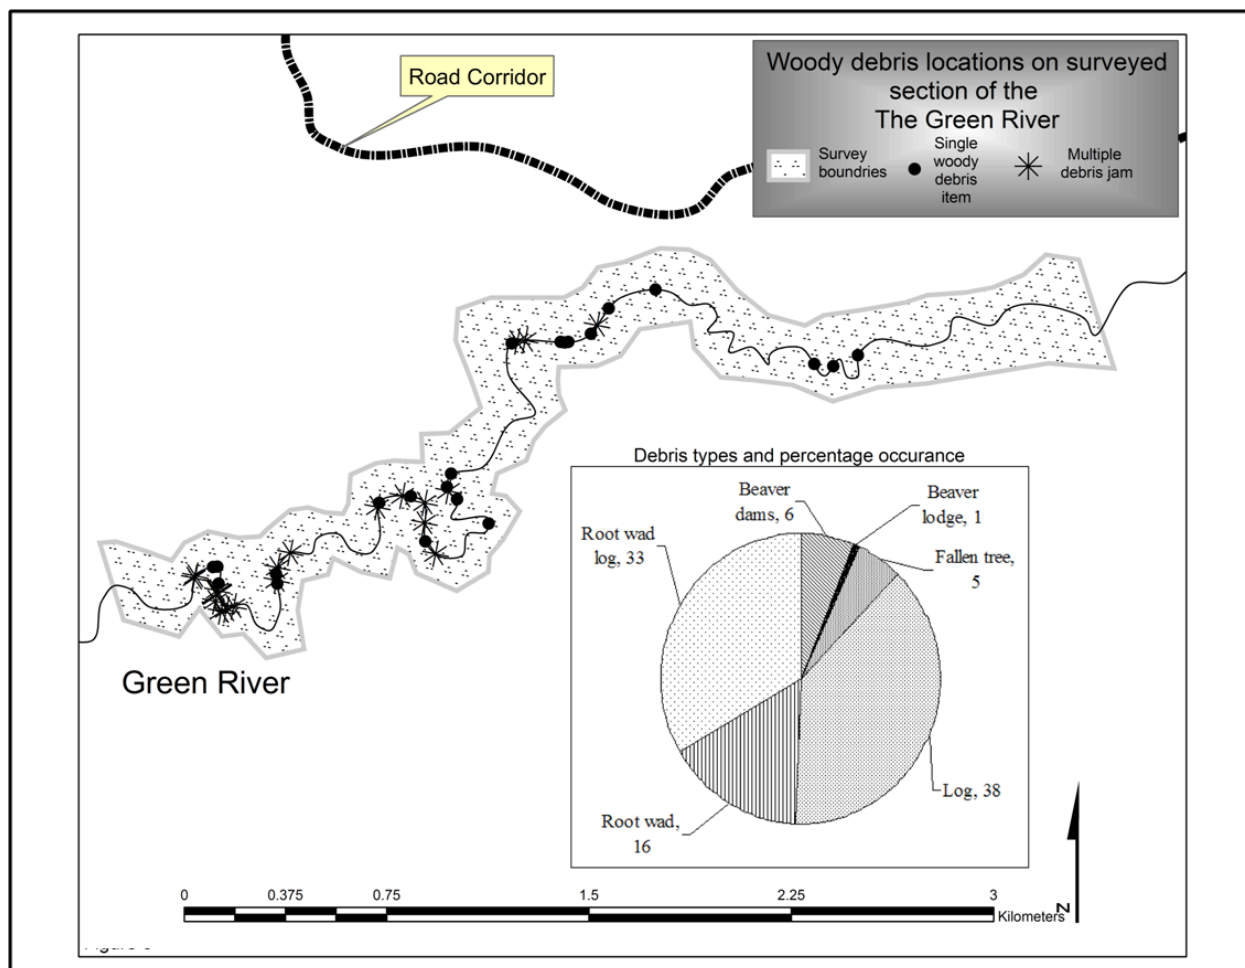 Road Corridor
Woody debris locations on surveyed
section of the
The Green River
Survey
boundries
Single
woody
debris
item
Multiple
debris jam
Debris types and percentage occurance
Beaver
dams, 6
Beaver
lodge, 1
Fallen tree,
5
Root wad
log, 33
Log, 38
Root wad,
16
Green River
0
0.375
0.75
1.5
2.25
3
Kilometers
N